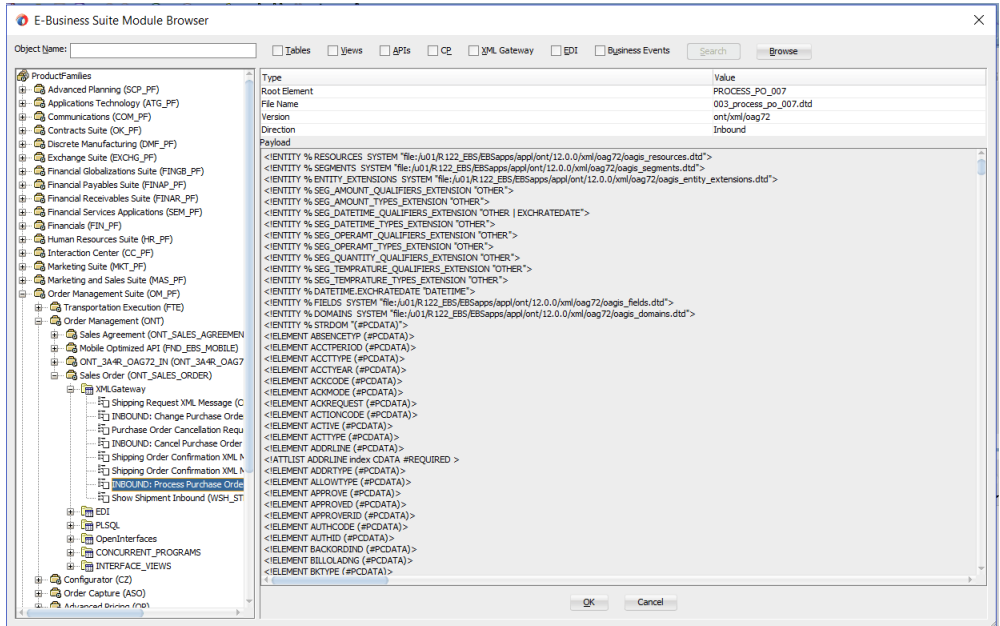 E-Business Suite Module Browser
Object Name: Tables Views APIs CP XML Gateway EDI Business Events Search Browse
ProductFamilies
Advanced Planning (SCP_PF)
Applications Technology (ATG_PF)
Communications (COM_PF)
Contracts Suite (OK_PF)
Discrete Manufacturing (DMF_PF)
Exchange Suite (EXCHG_PF)
Financial Globalizations Suite (FINGB_PF)
Financial Payables Suite (FINAP_PF)
Financial Receivables Suite (FINAR_PF)
Financial Services Applications (SEM_PF)
Financials (FIN_PF)
Human Resources Suite (HR_PF)
Interaction Center (CC_PF)
Marketing Suite (MKT_PF)
Marketing and Sales Suite (MAS_PF)
Order Management Suite (OM_PF)
Transportation Execution (FTE)
Order Management (ONT)
Sales Agreement (ONT_SALES_AGREEMEN
Mobile Optimized API (FND_EBS_MOBILE)
ONT_3A4R_OAG72_IN (ONT_3A4R_OAG7
Sales Order (ONT_SALES_ORDER)
XMLGateway
Shipping Request XML Message (C
INBOUND: Change Purchase Orde
Purchase Order Cancellation Requ
INBOUND: Cancel Purchase Order
Shipping Order Confirmation XML M
Shipping Order Confirmation XML M
INBOUND: Process Purchase Orde
Show Shipment Inbound (WSH_ST
EDI
PLSQL
OpenInterfaces
CONCURRENT_PROGRAMS
INTERFACE_VIEWS
Configurator (CZ)
Order Capture (ASO)
Advanced Pricing (QP)
Type Value
Root Element PROCESS_PO_007
File Name 003_process_po_007.dtd
Version ont/xml/oag72
Direction Inbound
Payload
<!ENTITY % RESOURCES SYSTEM "file:/u01/R122_EBS/EBSapps/appl/ont/12.0.0/xml/oag72/oagis_resources.dtd">
<!ENTITY % SEGMENTS SYSTEM "file:/u01/R122_EBS/EBSapps/appl/ont/12.0.0/xml/oag72/oagis_segments.dtd">
<!ENTITY % ENTITY_EXTENSIONS SYSTEM "file:/u01/R122_EBS/EBSapps/appl/ont/12.0.0/xml/oag72/oagis_entity_extensions.dtd">
<!ENTITY % SEG_AMOUNT_QUALIFIERS_EXTENSION "OTHER">
<!ENTITY % SEG_AMOUNT_TYPES_EXTENSION "OTHER">
<!ENTITY % SEG_DATETIME_QUALIFIERS_EXTENSION "OTHER | EXCHRATEDATE">
<!ENTITY % SEG_DATETIME_TYPES_EXTENSION "OTHER">
<!ENTITY % SEG_OPERAMT_QUALIFIERS_EXTENSION "OTHER">
<!ENTITY % SEG_OPERAMT_TYPES_EXTENSION "OTHER">
<!ENTITY % SEG_QUANTITY_QUALIFIERS_EXTENSION "OTHER">
<!ENTITY % SEG_TEMPRATURE_QUALIFIERS_EXTENSION "OTHER">
<!ENTITY % SEG_TEMPRATURE_TYPES_EXTENSION "OTHER">
<!ENTITY % DATETIME.EXCHRATEDATE "DATETIME">
<!ENTITY % FIELDS SYSTEM "file:/u01/R122_EBS/EBSapps/appl/ont/12.0.0/xml/oag72/oagis_fields.dtd">
<!ENTITY % DOMAINS SYSTEM "file:/u01/R122_EBS/EBSapps/appl/ont/12.0.0/xml/oag72/oagis_domains.dtd">
<!ENTITY % STRDOM "(#PCDATA)">
<!ELEMENT ABSENCETYP (#PCDATA)>
<!ELEMENT ACCTPERIOD (#PCDATA)>
<!ELEMENT ACCTTYPE (#PCDATA)>
<!ELEMENT ACCTYEAR (#PCDATA)>
<!ELEMENT ACKCODE (#PCDATA)>
<!ELEMENT ACKMODE (#PCDATA)>
<!ELEMENT ACKREQUEST (#PCDATA)>
<!ELEMENT ACTIONCODE (#PCDATA)>
<!ELEMENT ACTIVE (#PCDATA)>
<!ELEMENT ACTTYPE (#PCDATA)>
<!ELEMENT ADDRLINE (#PCDATA)>
<!ATTLIST ADDRLINE index CDATA #REQUIRED >
<!ELEMENT ADDRTYPE (#PCDATA)>
<!ELEMENT ALLOWTYPE (#PCDATA)>
<!ELEMENT APPROVE (#PCDATA)>
<!ELEMENT APPROVED (#PCDATA)>
<!ELEMENT APPROVERID (#PCDATA)>
<!ELEMENT AUTHCODE (#PCDATA)>
<!ELEMENT AUTHID (#PCDATA)>
<!ELEMENT BACKORDIND (#PCDATA)>
<!ELEMENT BILLOLADNG (#PCDATA)>
<!ELEMENT BKTYPE (#PCDATA)>
OK Cancel